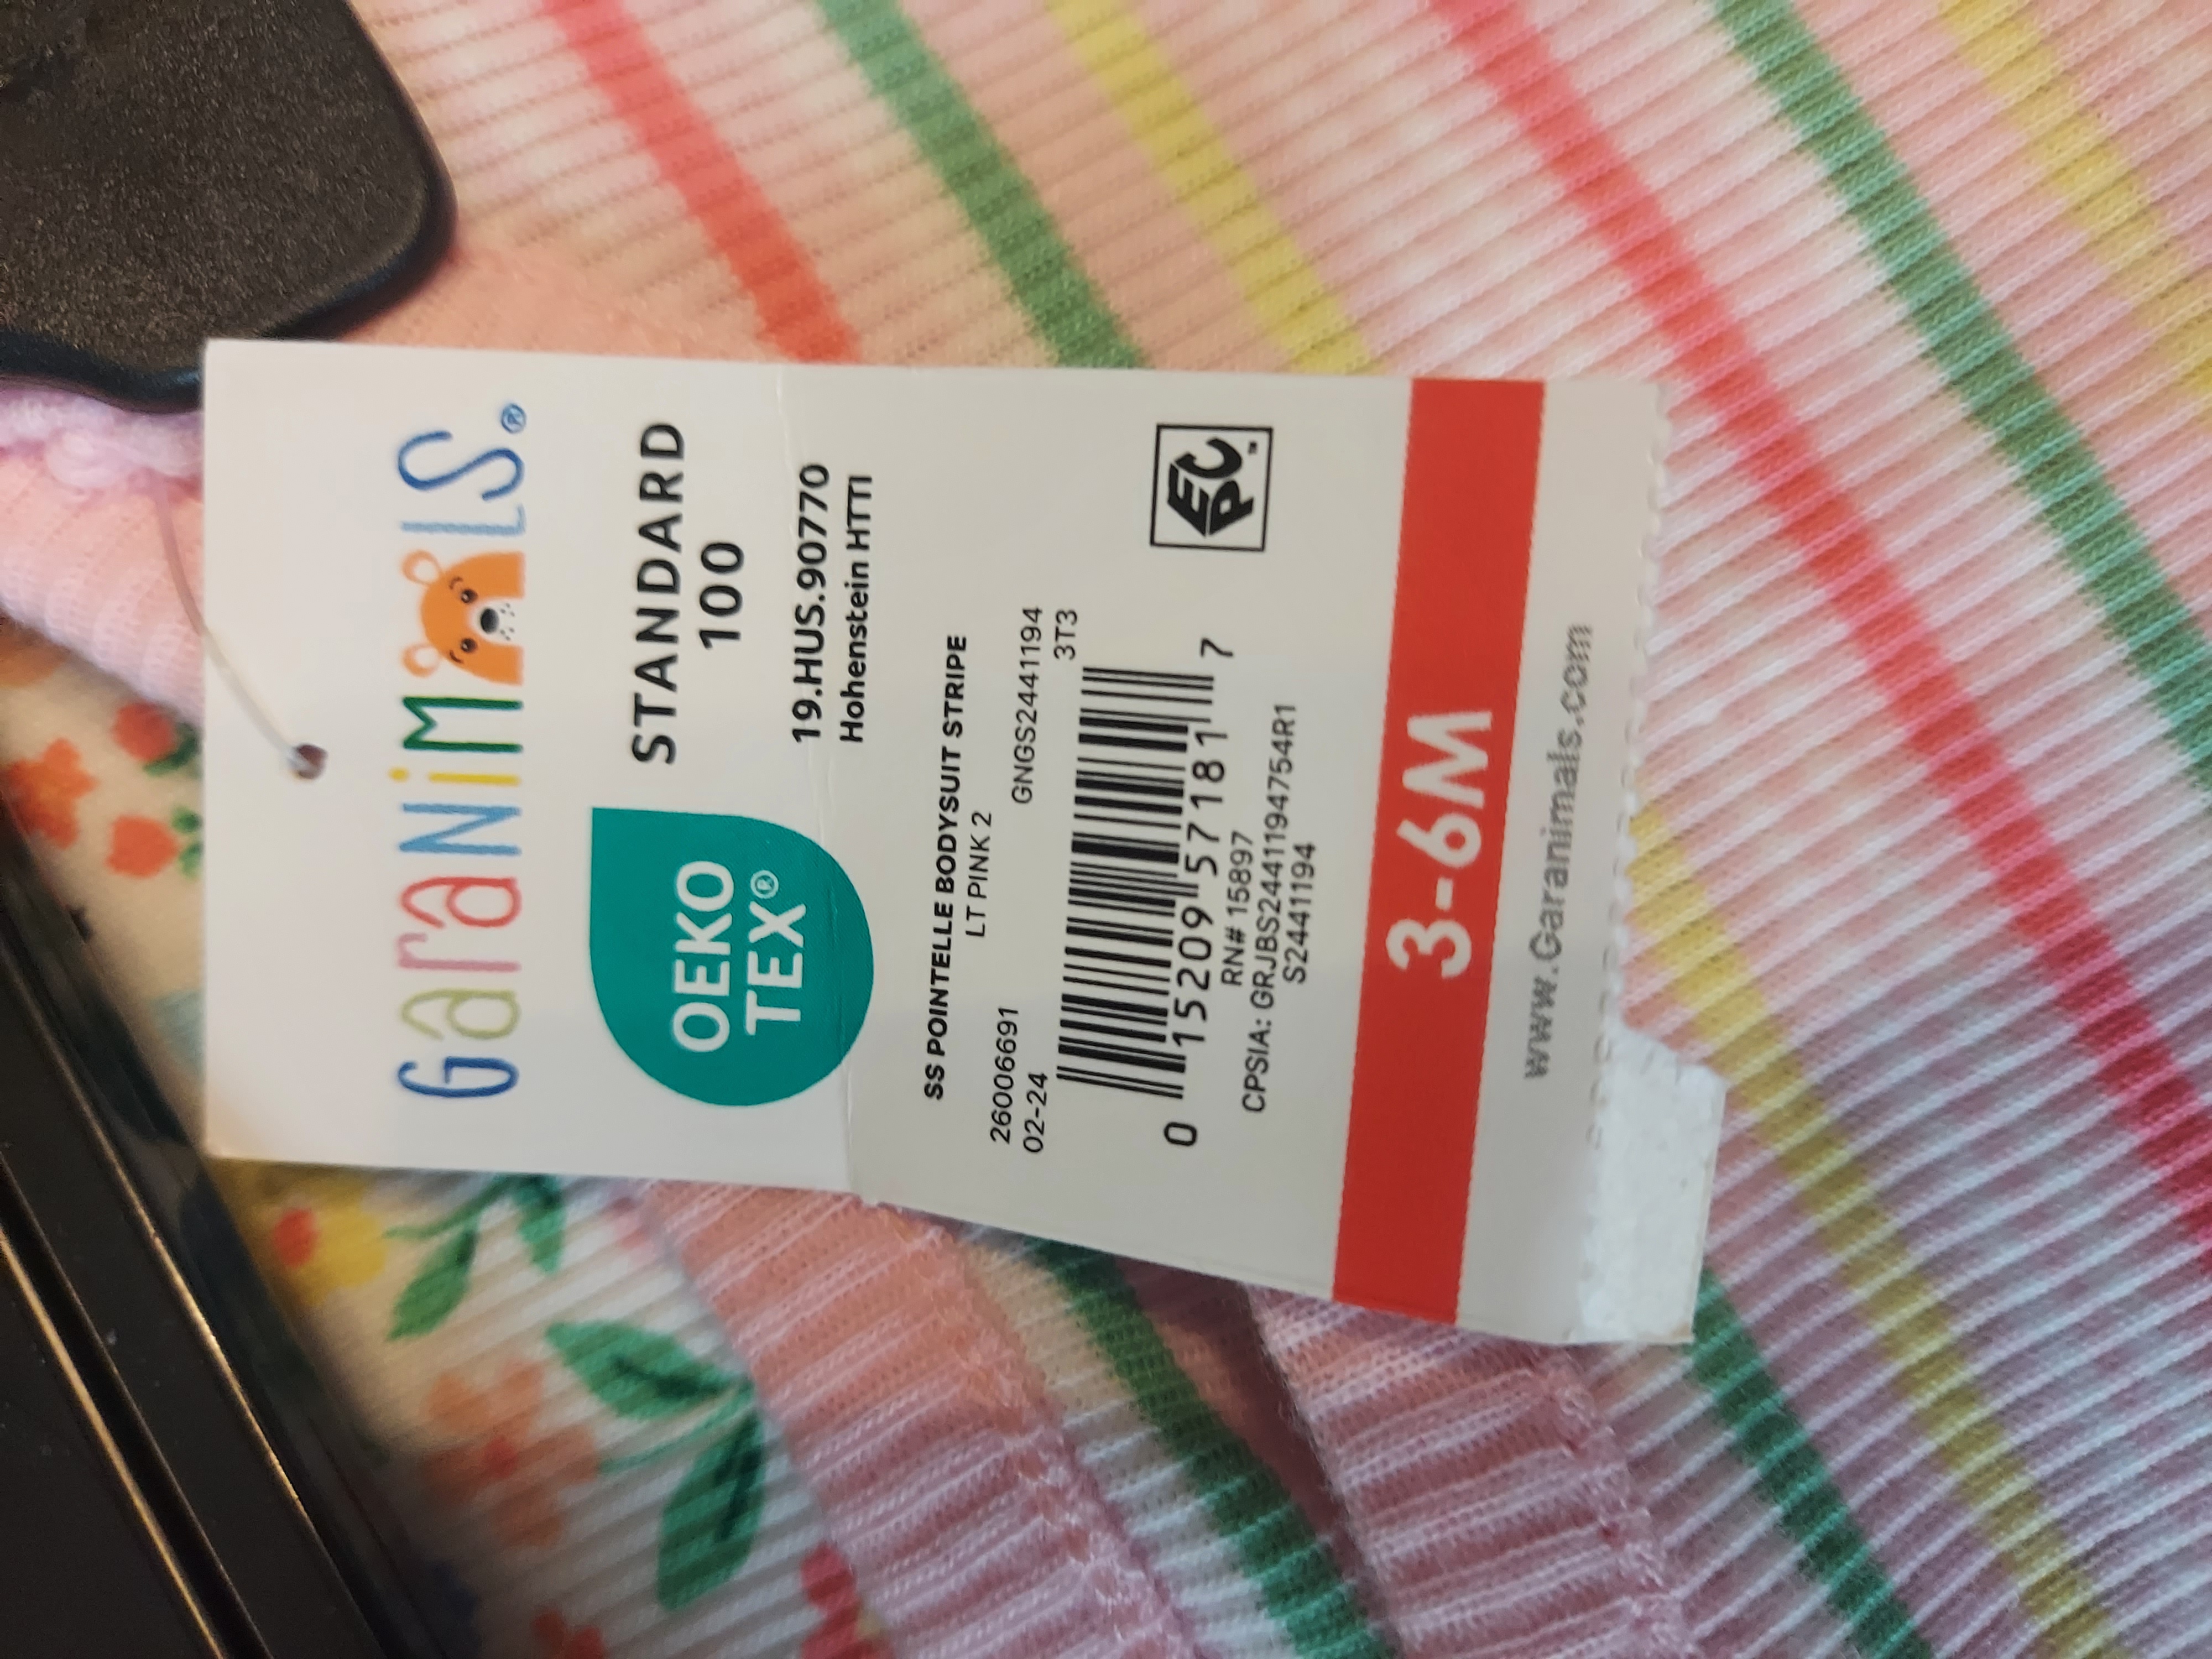 Garanimals®
OEKO
TEX®
STANDARD
100
19.HUS.90770
Hohenstein HTTI
SS POINTELLE BODYSUIT STRIPE
LT PINK 2
26006691
GNGS2441194
02-24
3T3
0 15209 57181 7
EPC™
RN# 15897
CPSIA: GRJBS2441194754R1
S2441194
3-6M
www.Garanimals.com